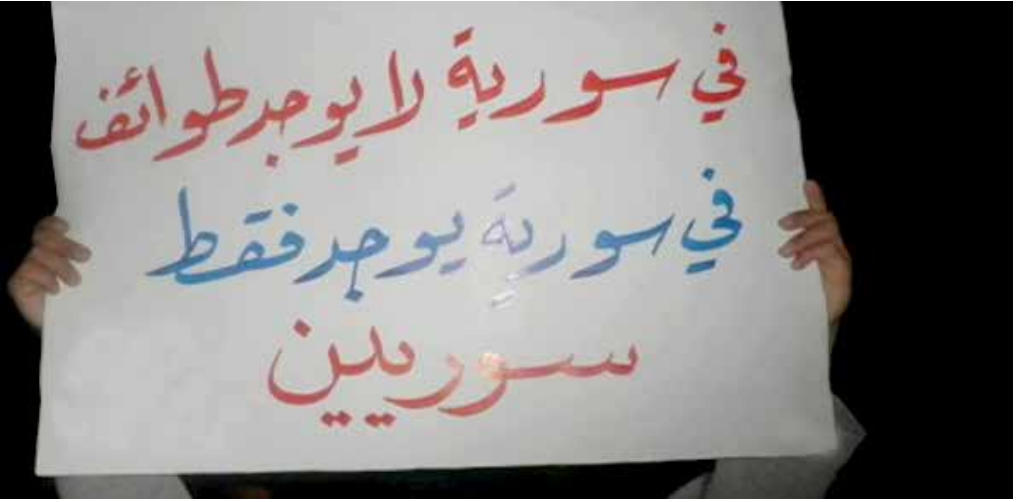 في سورية لا يوجد طوائف
في سورية يوجد فقط
سوريين